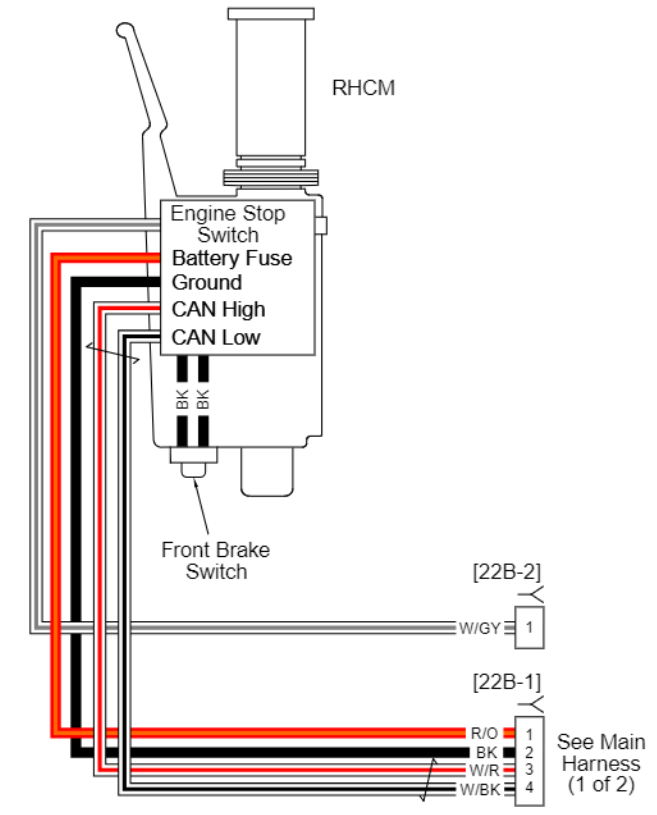 RHCM
Engine Stop
Switch
Battery Fuse
Ground
CAN High
CAN Low
BK
BK
Front Brake
Switch
[22B-2]
W/GY 1
[22B-1]
R/O 1
BK 2
W/R 3
W/BK 4
See Main
Harness
(1 of 2)